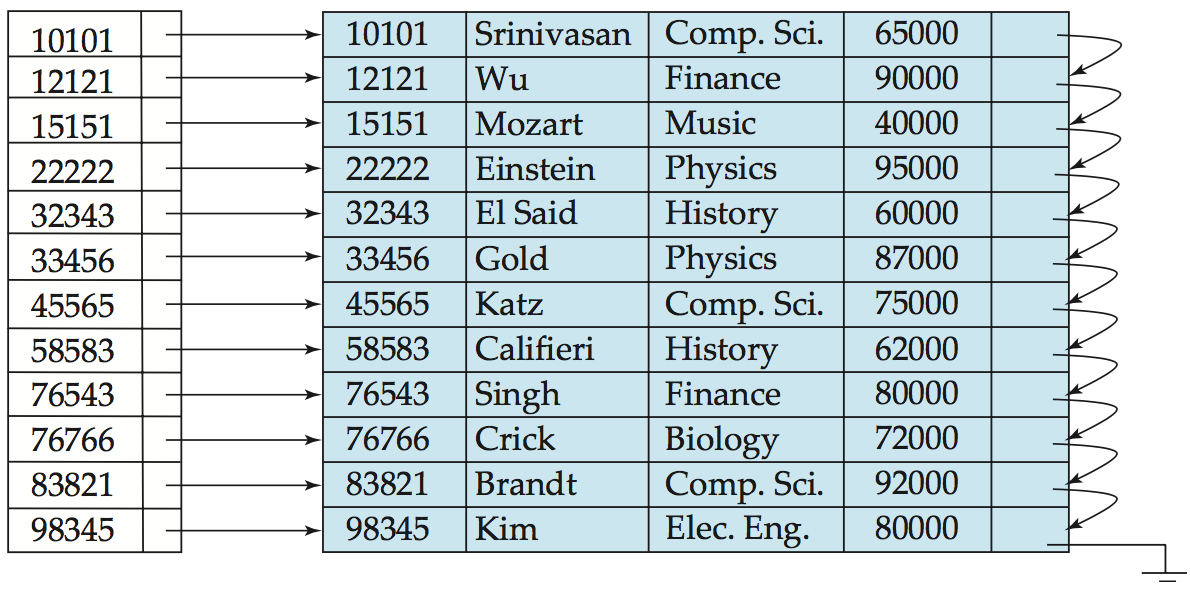 10101 10101 Srinivasan Comp. Sci. 65000
12121 12121 Wu Finance 90000
15151 15151 Mozart Music 40000
22222 22222 Einstein Physics 95000
32343 32343 El Said History 60000
33456 33456 Gold Physics 87000
45565 45565 Katz Comp. Sci. 75000
58583 58583 Califieri History 62000
76543 76543 Singh Finance 80000
76766 76766 Crick Biology 72000
83821 83821 Brandt Comp. Sci. 92000
98345 98345 Kim Elec. Eng. 80000